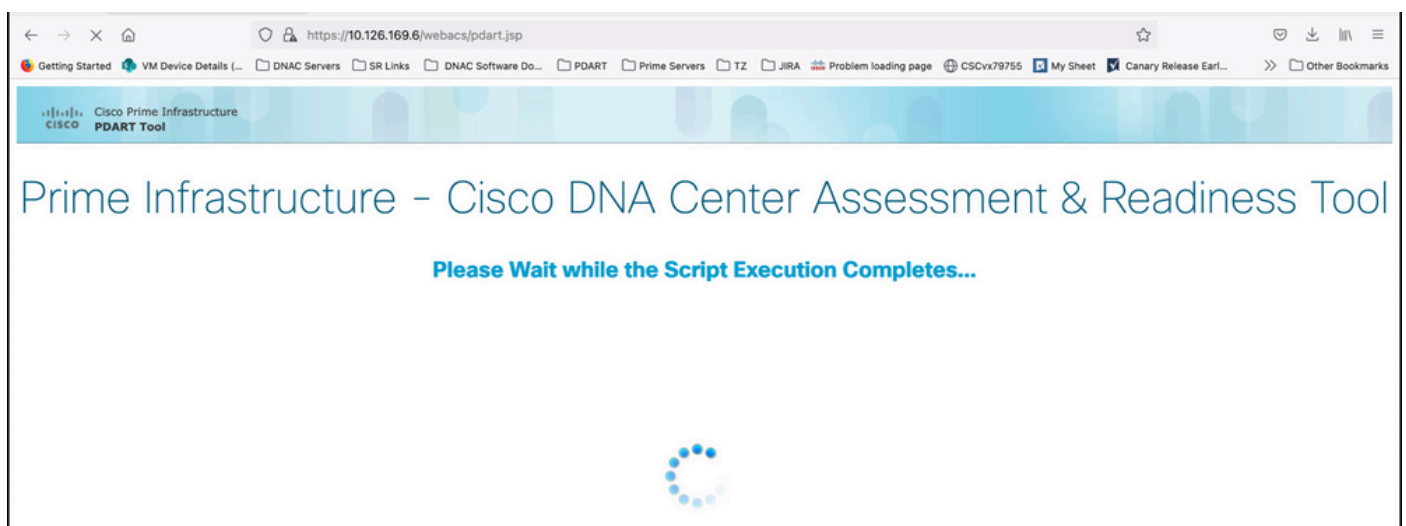 https://10.126.169.6/webacs/pdart.jsp
Getting Started VM Device Details (... DNAC Servers SR Links DNAC Software Do... PDART Prime Servers TZ JIRA Problem loading page CSCvx79755 My Sheet Canary Release Earl... Other Bookmarks
Cisco Prime Infrastructure
CISCO PDART Tool
Prime Infrastructure - Cisco DNA Center Assessment & Readiness Tool
Please Wait while the Script Execution Completes...